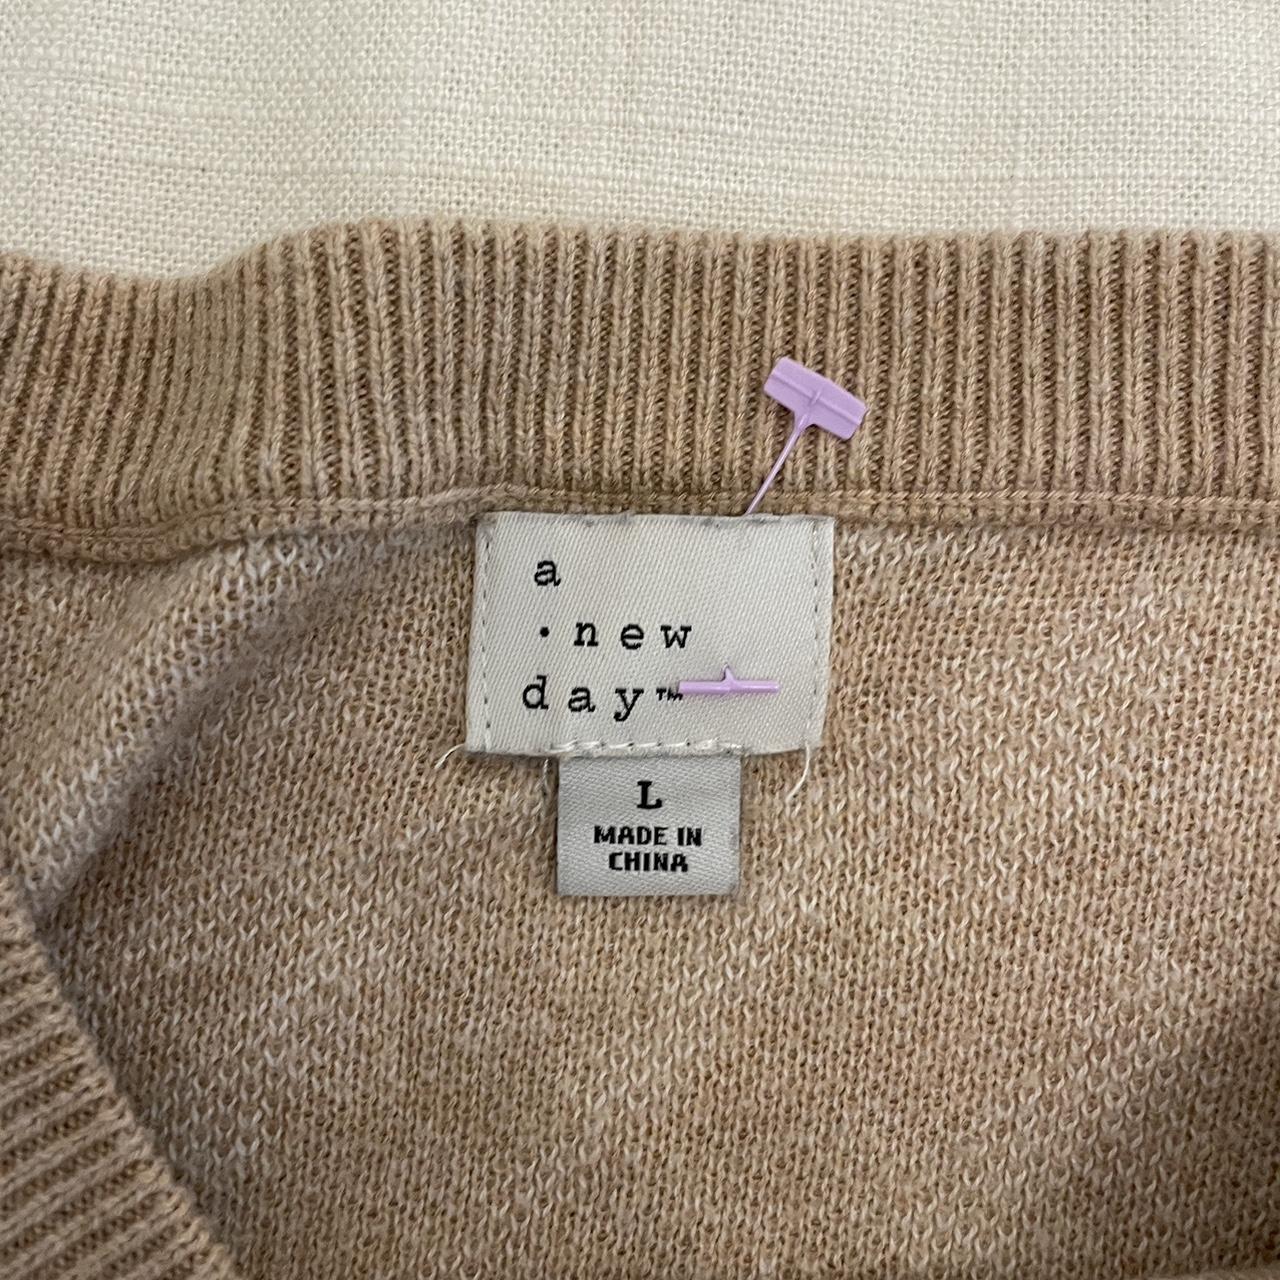 a
· new
day™
L
MADE IN
CHINA